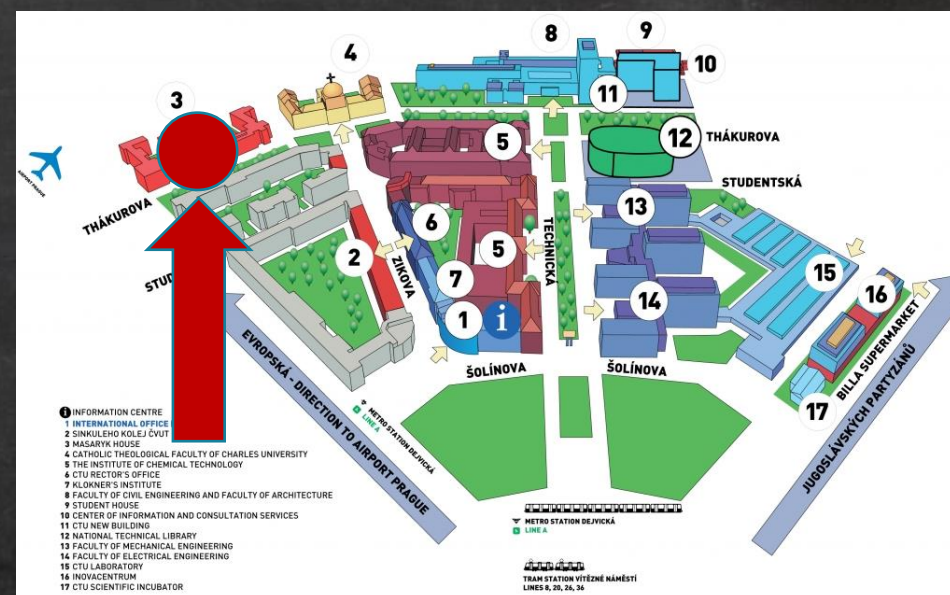 8
9
10
11
4
3
5
12
THÁKUROVA
STUDENTSKÁ
AIRPORT PRAGUE
THÁKUROVA
6
13
TECHNICKÁ
2
ZIKOVA
5
7
15
14
16
1
i
BILLA SUPERMARKET
ŠOLÍNOVA
ŠOLÍNOVA
17
JUGOSLÁVSKÝCH PARTYZÁNŮ
EVROPSKÁ - DIRECTION TO AIRPORT PRAGUE
METRO STATION DEJVICKÁ
LINE A
i INFORMATION CENTRE
1 INTERNATIONAL OFFICE
2 SINKULEHO KOLEJ ČVUT
3 MASARYK HOUSE
4 CATHOLIC THEOLOGICAL FACULTY OF CHARLES UNIVERSITY
5 THE INSTITUTE OF CHEMICAL TECHNOLOGY
6 CTU RECTOR'S OFFICE
7 KLOKNER'S INSTITUTE
8 FACULTY OF CIVIL ENGINEERING AND FACULTY OF ARCHITECTURE
9 STUDENT HOUSE
10 CENTER OF INFORMATION AND CONSULTATION SERVICES
11 CTU NEW BUILDING
12 NATIONAL TECHNICAL LIBRARY
13 FACULTY OF MECHANICAL ENGINEERING
14 FACULTY OF ELECTRICAL ENGINEERING
15 CTU LABORATORY
16 INOVACENTRUM
17 CTU SCIENTIFIC INCUBATOR
METRO STATION DEJVICKÁ
LINE A
TRAM STATION VÍTĚZNÉ NÁMĚSTÍ
LINES 8, 20, 26, 36